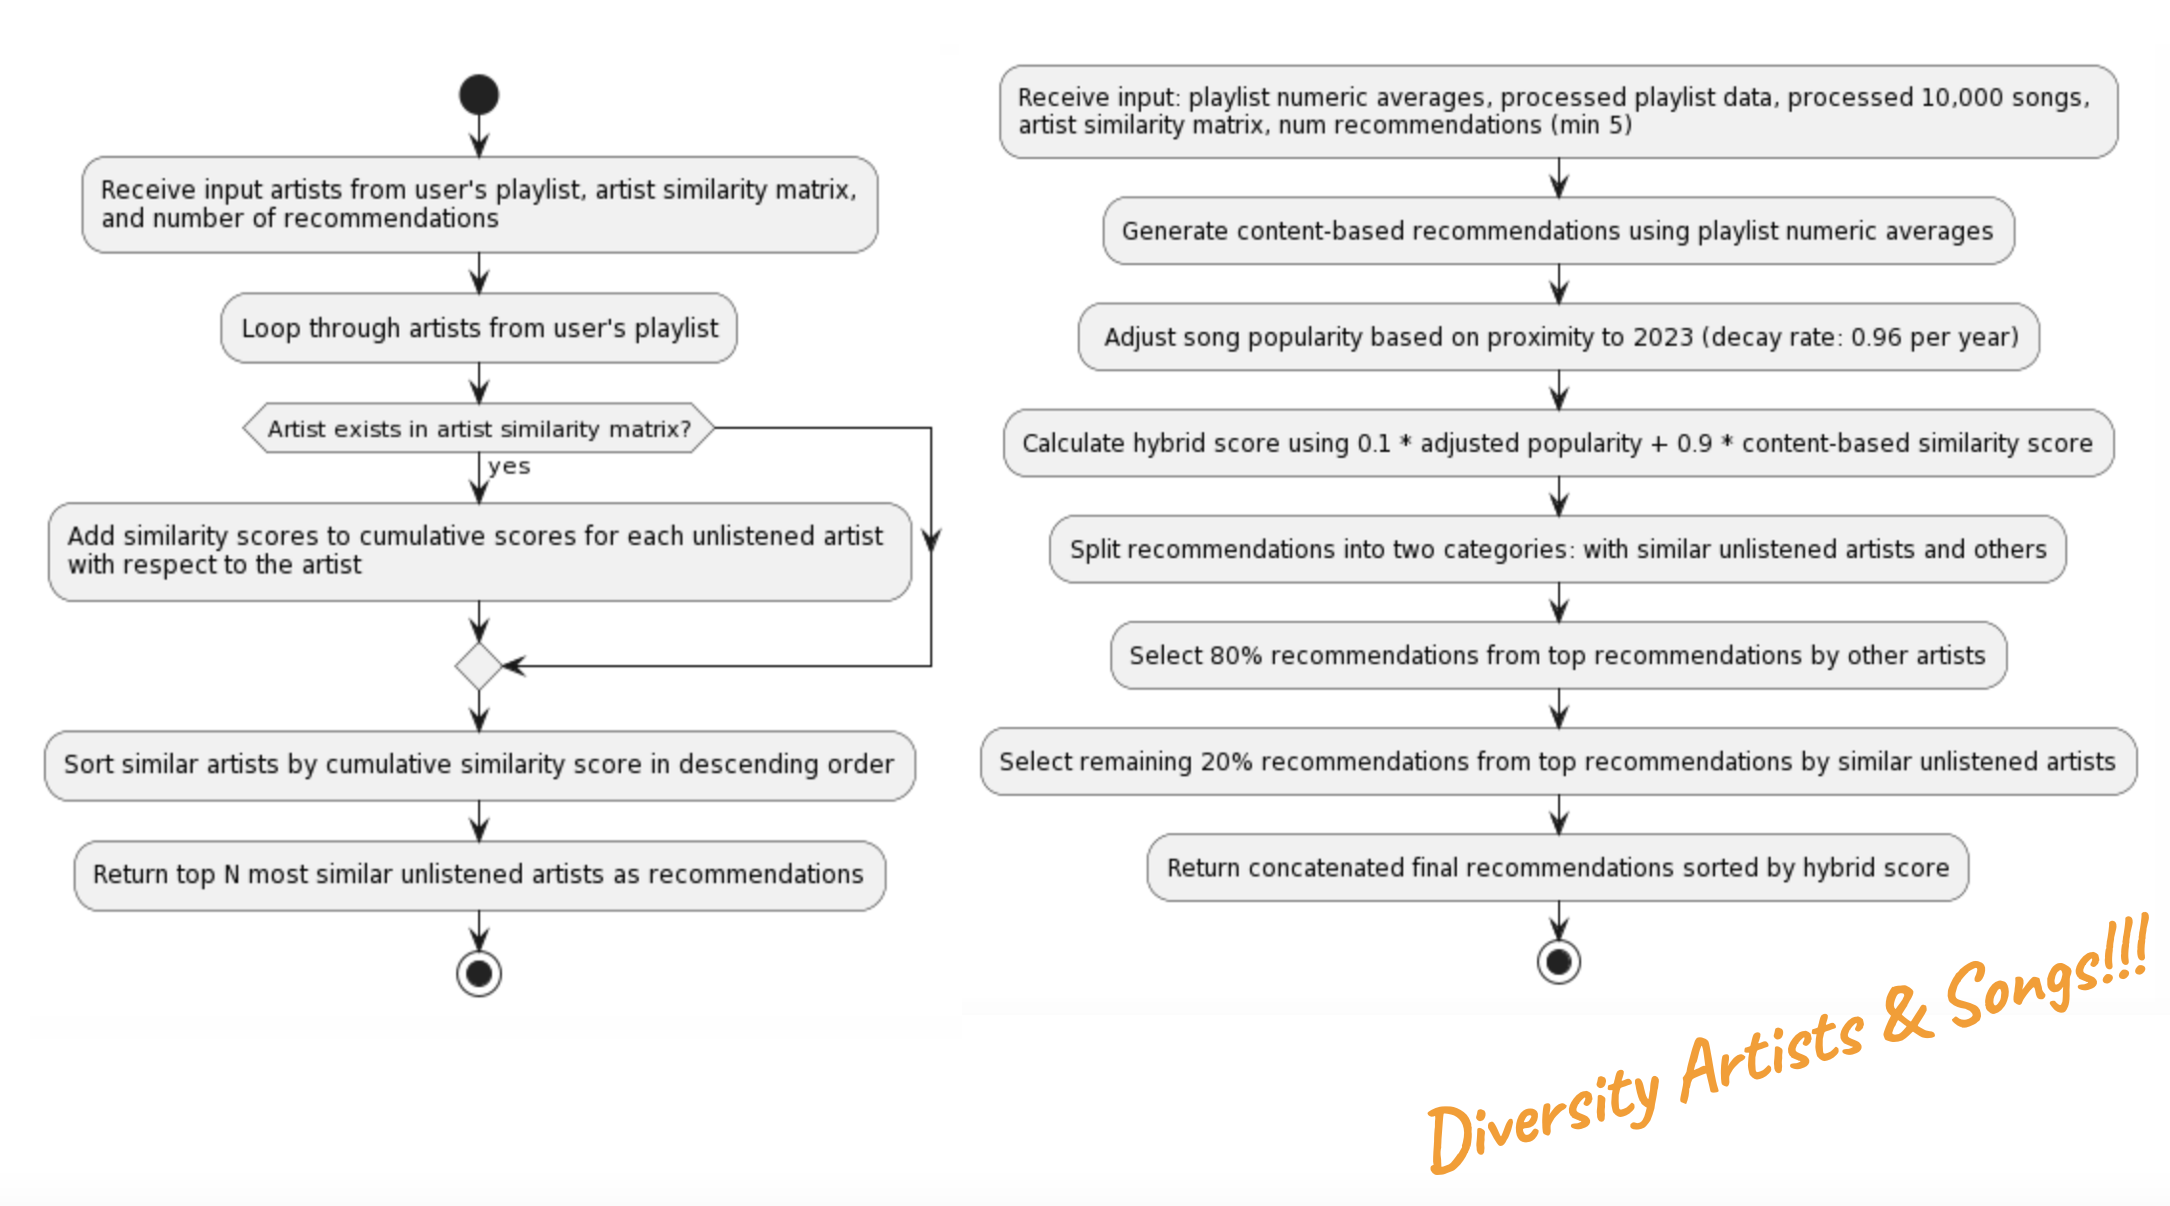 Receive input artists from user's playlist, artist similarity matrix,
and number of recommendations
Loop through artists from user's playlist
Artist exists in artist similarity matrix?
yes
Add similarity scores to cumulative scores for each unlistened artist
with respect to the artist
Sort similar artists by cumulative similarity score in descending order
Return top N most similar unlistened artists as recommendations
Receive input: playlist numeric averages, processed playlist data, processed 10,000 songs,
artist similarity matrix, num recommendations (min 5)
Generate content-based recommendations using playlist numeric averages
Adjust song popularity based on proximity to 2023 (decay rate: 0.96 per year)
Calculate hybrid score using 0.1 * adjusted popularity + 0.9 * content-based similarity score
Split recommendations into two categories: with similar unlistened artists and others
Select 80% recommendations from top recommendations by other artists
Select remaining 20% recommendations from top recommendations by similar unlistened artists
Return concatenated final recommendations sorted by hybrid score
Diversity Artists & Songs!!!